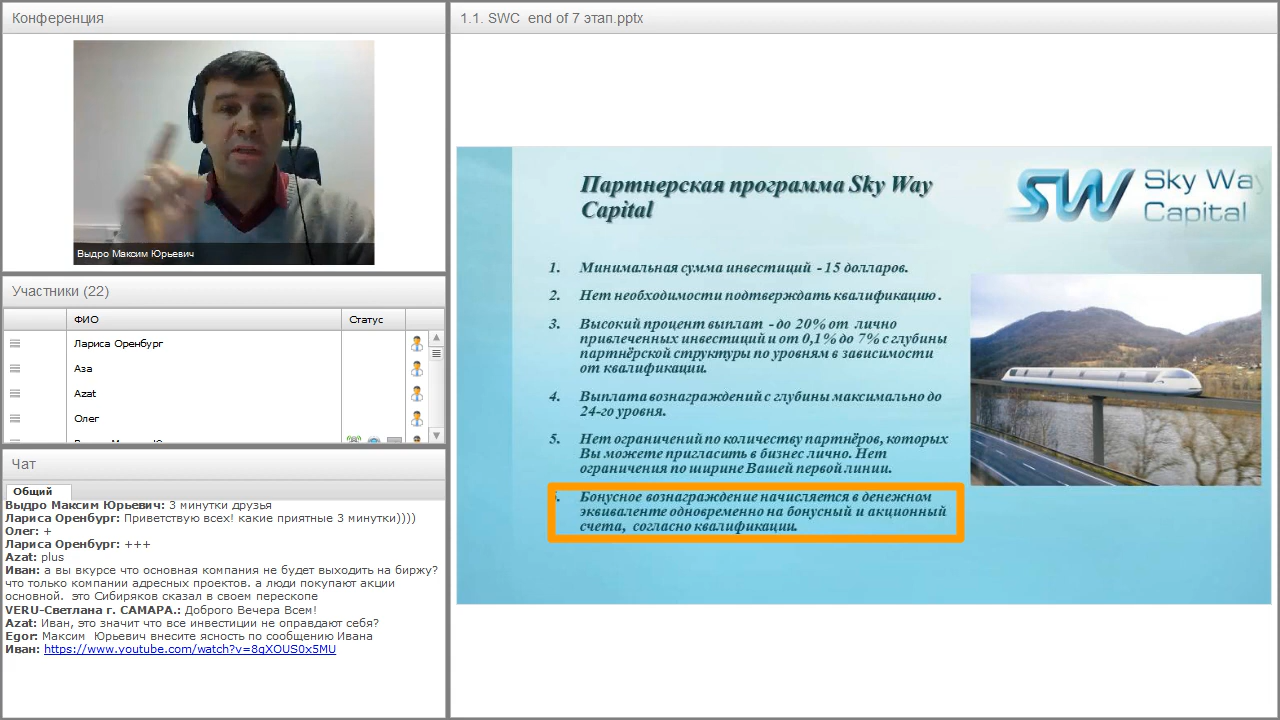 Конференция
Выдро Максим Юрьевич
Участники (22)
ФИО
Статус
Лариса Оренбург
Аза
Azat
Олег
Чат
Общий
Выдро Максим Юрьевич: 3 минутки друзья
Лариса Оренбург: Приветствую всех! какие приятные 3 минутки))))
Олег: +
Лариса Оренбург: +++
Azat: plus
Иван: а вы вкурсе что основная компания не будет выходить на биржу?
что только компании адресных проектов. а люди покупают акции
основной. это Сибиряков сказал в своем перескопе
VERU-Светлана г. САМАРА.: Доброго Вечера Всем!
Azat: Иван, это значит что все инвестиции не оправдают себя?
Egor: Максим Юрьевич внесите ясность по сообщению Ивана
Иван: https://www.youtube.com/watch?v=8gXOUS0x5MU
1.1. SWC end of 7 этап.pptx
Партнерская программа Sky Way
Capital
SW Sky Way
Capital
1. Минимальная сумма инвестиций - 15 долларов.
2. Нет необходимости подтверждать квалификацию .
3. Высокий процент выплат - до 20% от лично
привлеченных инвестиций и от 0,1% до 7% с глубины
партнёрской структуры по уровням в зависимости
от квалификации.
4. Выплата вознаграждений с глубины максимально до
24-го уровня.
5. Нет ограничений по количеству партнёров, которых
Вы можете пригласить в бизнес лично. Нет
ограничения по ширине Вашей первой линии.
Бонусное вознаграждение начисляется в денежном
эквиваленте одновременно на бонусный и акционный
счета, согласно квалификации.